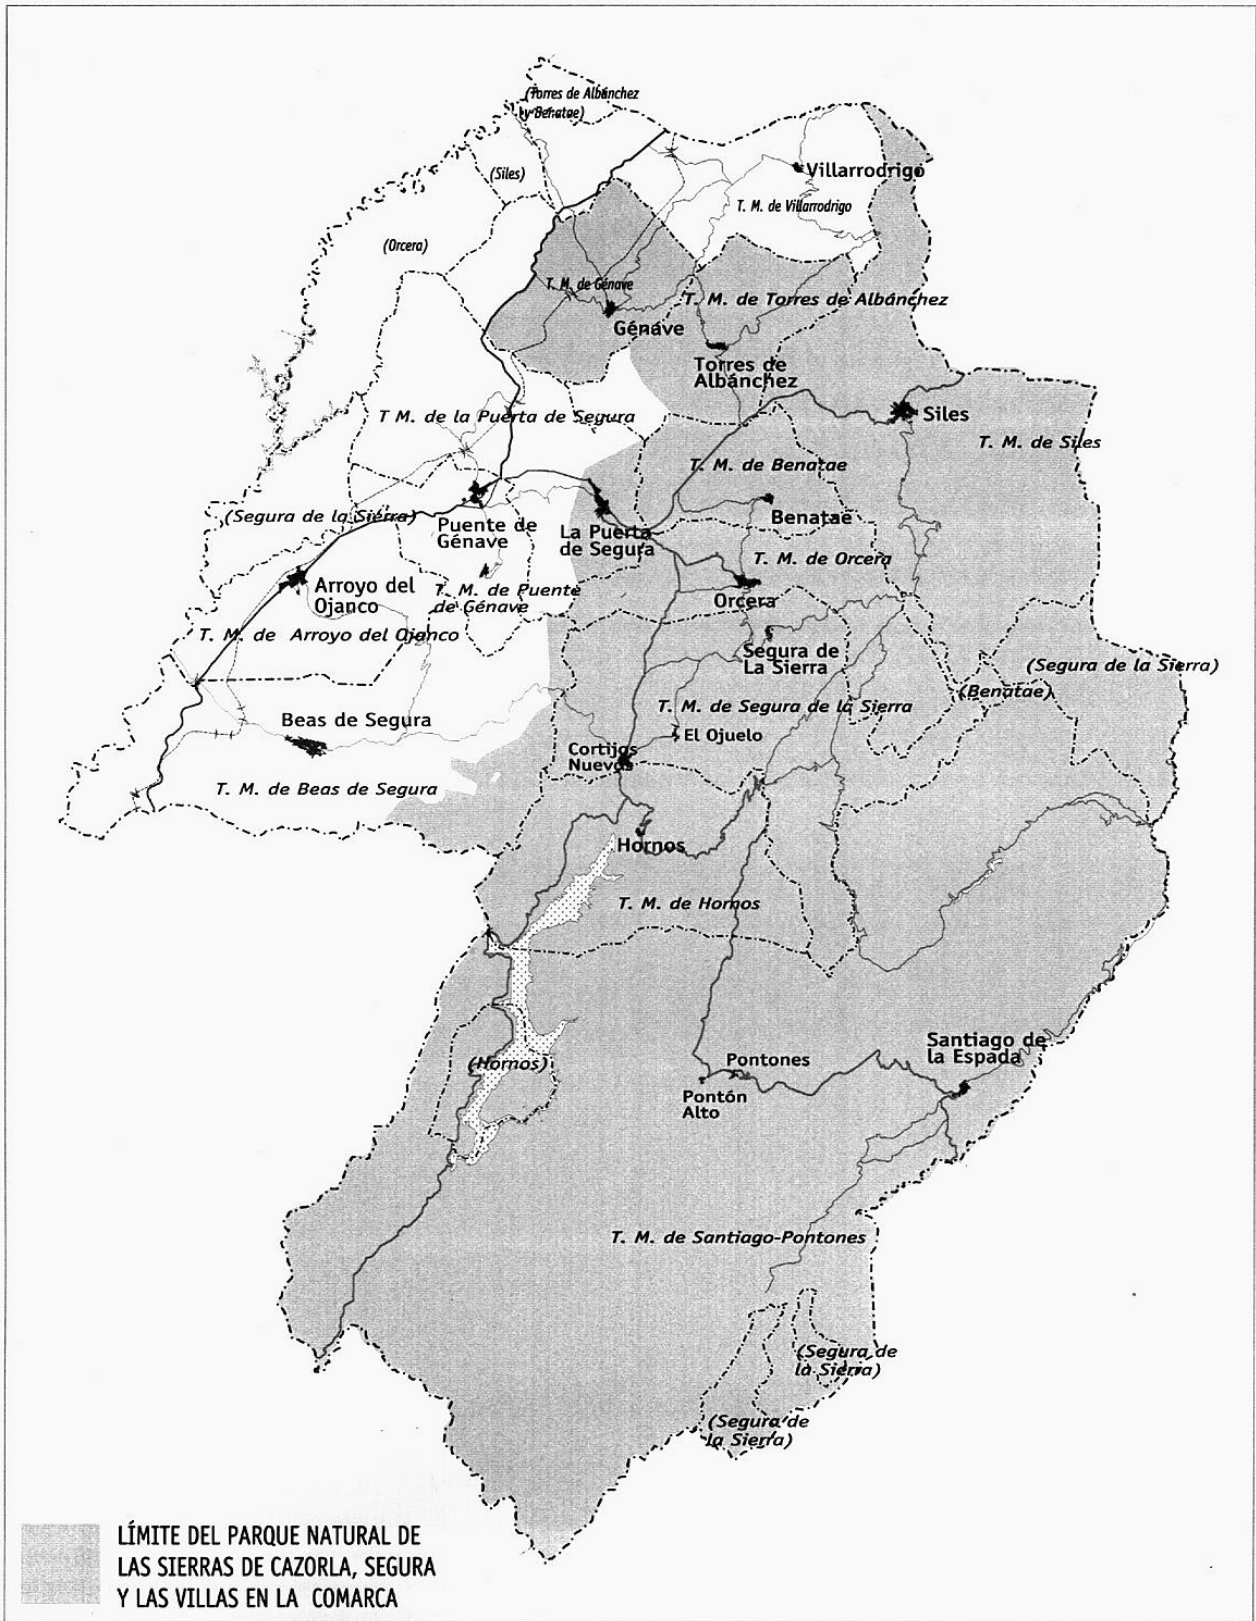 (Torres de Albánchez
y Benatae)
(Siles)
Villarrodrigo
T. M. de Villarrodrigo
(Orcera)
T. M. de Génave
Génave
T. M. de Torres de Albánchez
Torres de
Albánchez
Siles
T. M. de Siles
T M. de la Puerta de Segura
T. M. de Benatae
Benatae
(Segura de la Sierra)
Puente de
Génave
La Puerta
de Segura
T. M. de Orcera
Orcera
Arroyo del
Ojanco
T. M. de Puente
de Génave
T. M. de Arroyo del Ojanco
Segura de
La Sierra
(Segura de la Sierra)
(Benatae)
T. M. de Segura de la Sierra
Beas de Segura
El Ojuelo
Cortijos
Nuevos
T. M. de Beas de Segura
Hornos
T. M. de Hornos
Santiago de
la Espada
(Hornos)
Pontones
Pontón
Alto
T. M. de Santiago-Pontones
(Segura de
la Sierra)
(Segura de
la Sierra)
LÍMITE DEL PARQUE NATURAL DE
LAS SIERRAS DE CAZORLA, SEGURA
Y LAS VILLAS EN LA COMARCA